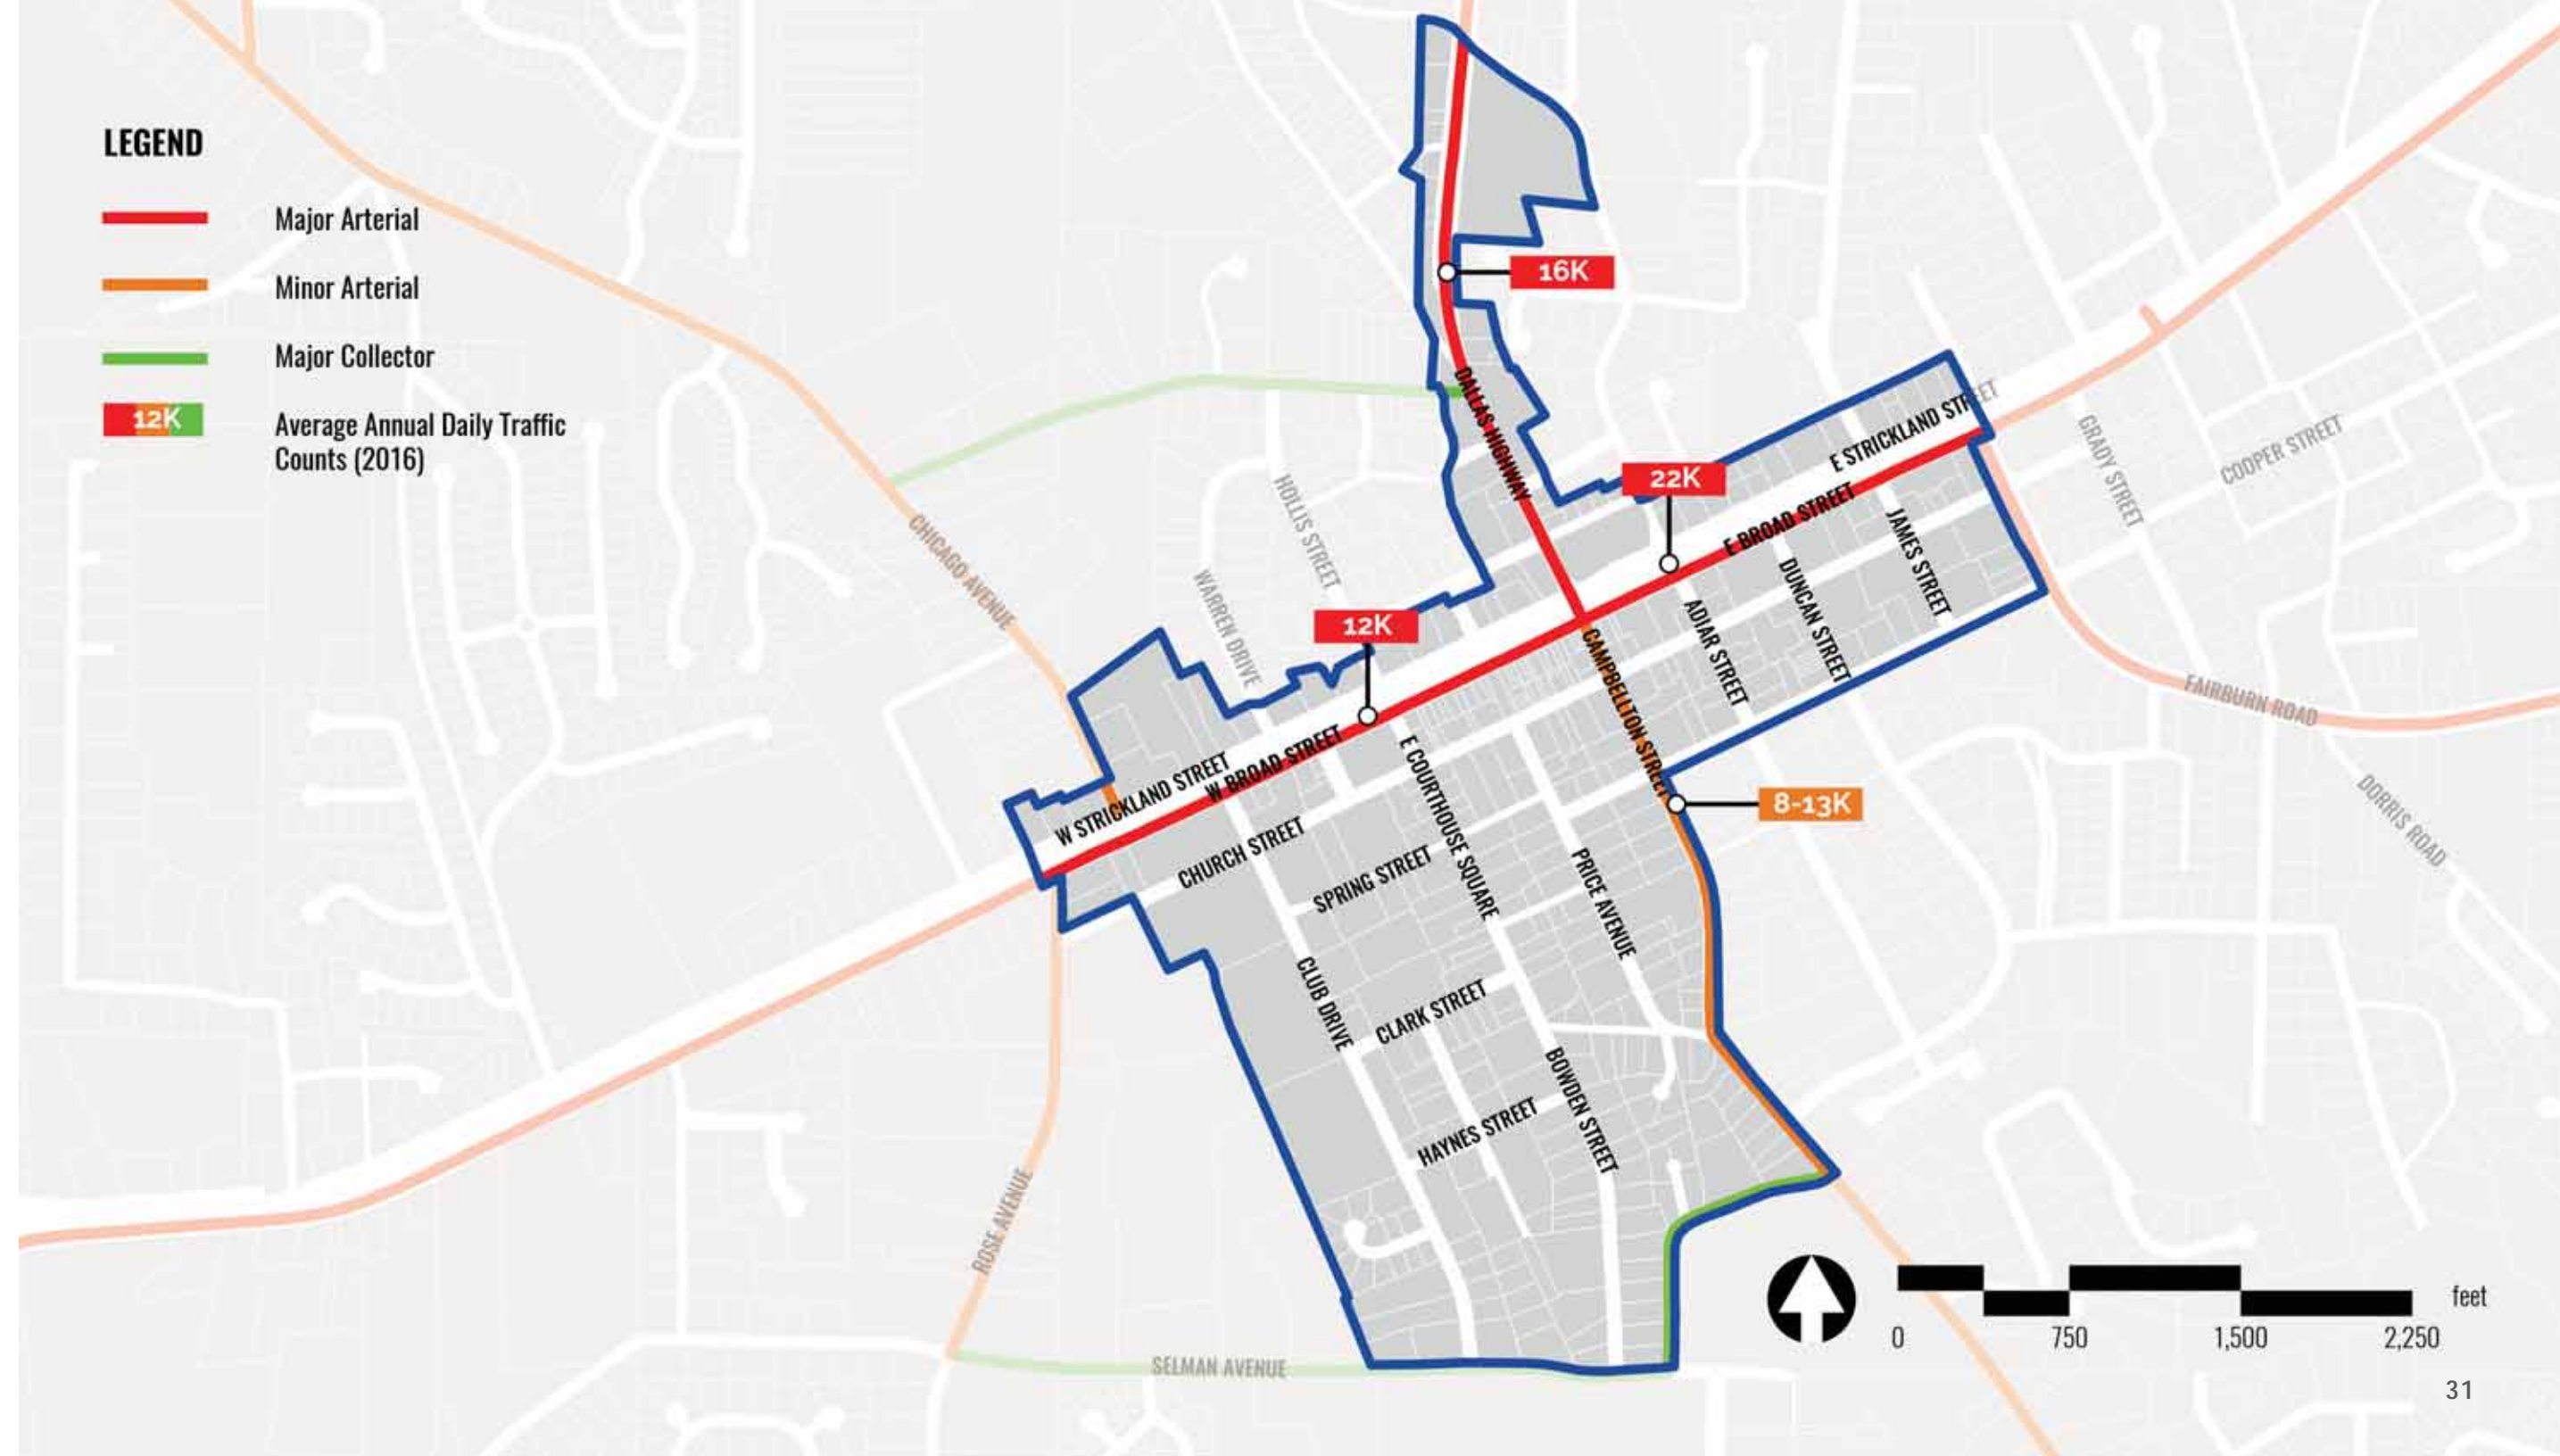 LEGEND
Major Arterial
Minor Arterial
Major Collector
12K
Average Annual Daily Traffic
Counts (2016)
16K
DALLAS HIGHWAY
22K
E STRICKLAND STREET
E BROAD STREET
GRADY STREET
COOPER STREET
HOLLIS STREET
CHICAGO AVENUE
WARREN DRIVE
12K
JAMES STREET
DUNCAN STREET
ADIAR STREET
CAMPBELLTON STREET
FAIRBURN ROAD
DORRIS ROAD
W STRICKLAND STREET
W BROAD STREET
E COURTHOUSE SQUARE
8-13K
CHURCH STREET
SPRING STREET
PRICE AVENUE
CLUB DRIVE
CLARK STREET
BOWDEN STREET
HAYNES STREET
ROSE AVENUE
SELMAN AVENUE
feet
0 750 1,500 2,250
31